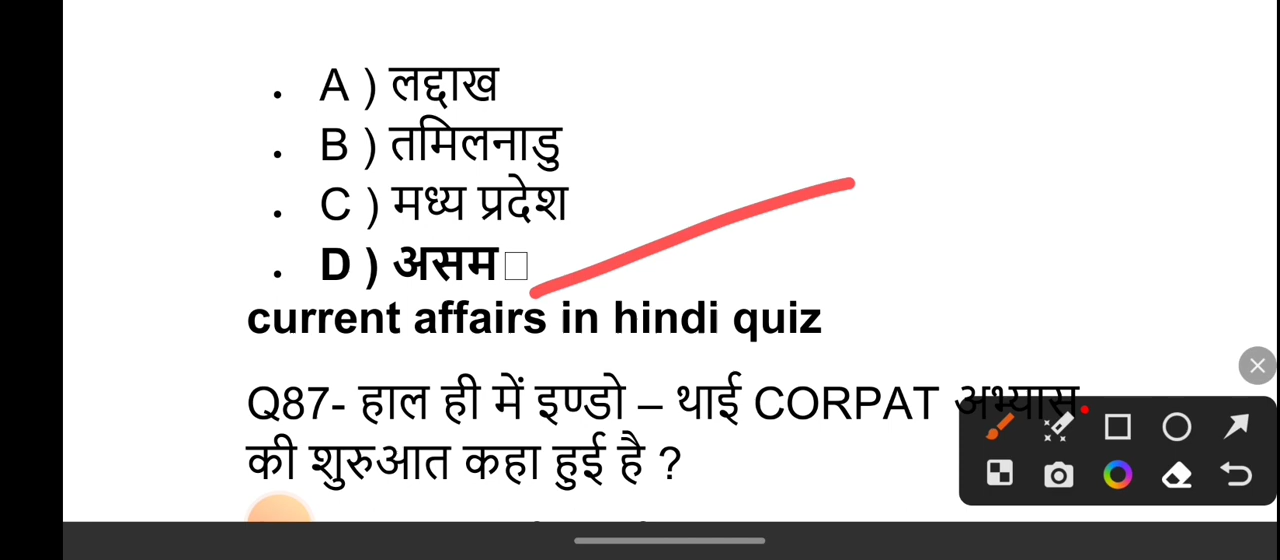 • A ) लद्दाख
• B ) तमिलनाडु
• C ) मध्य प्रदेश
• D ) असम
current affairs in hindi quiz
Q87- हाल ही में इण्डो – थाई CORPAT अभ्यास
की शुरुआत कहा हुई है ?